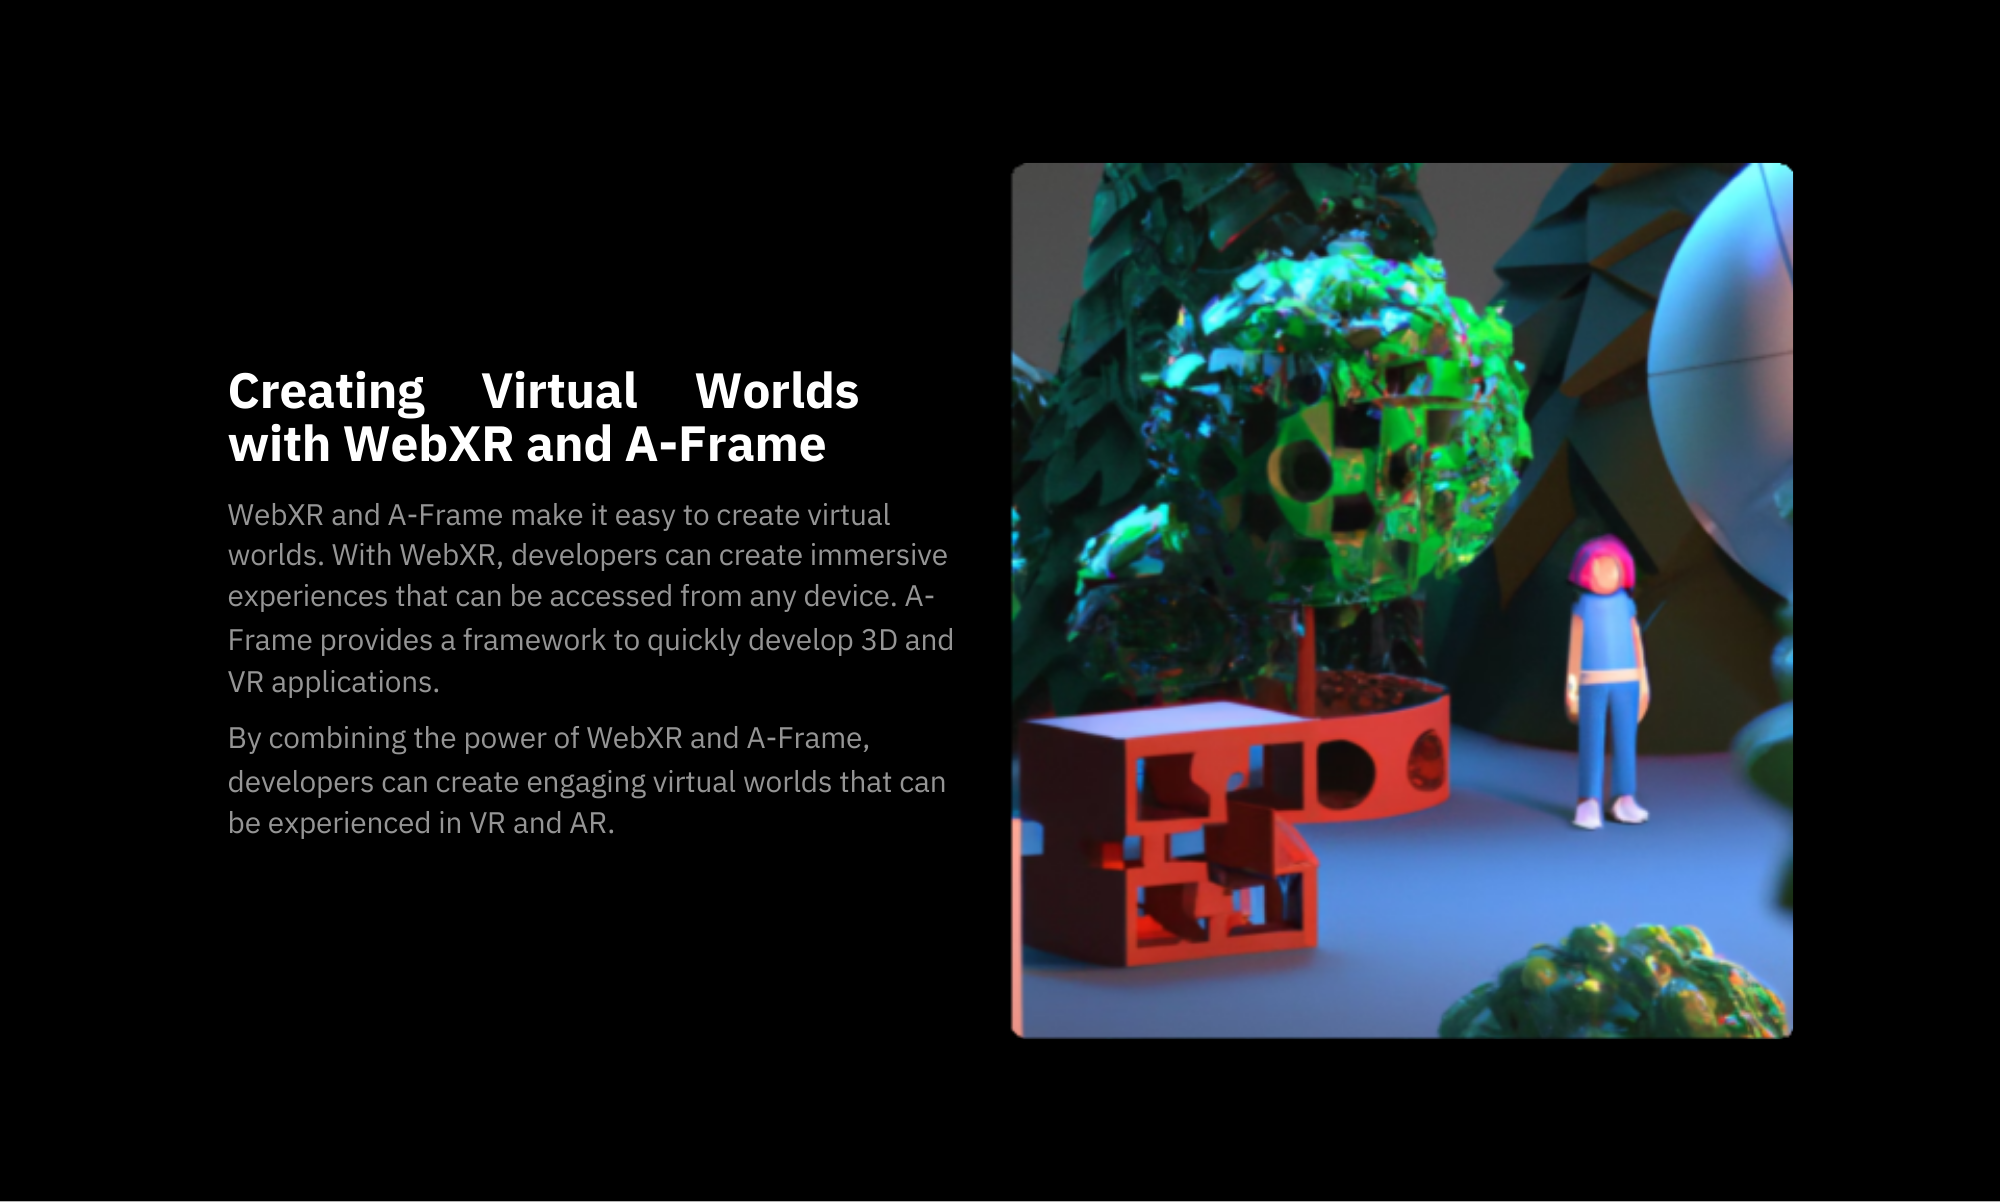 Creating Virtual Worlds
with WebXR and A-Frame
WebXR and A-Frame make it easy to create virtual
worlds. With WebXR, developers can create immersive
experiences that can be accessed from any device. A-
Frame provides a framework to quickly develop 3D and
VR applications.
By combining the power of WebXR and A-Frame,
developers can create engaging virtual worlds that can
be experienced in VR and AR.